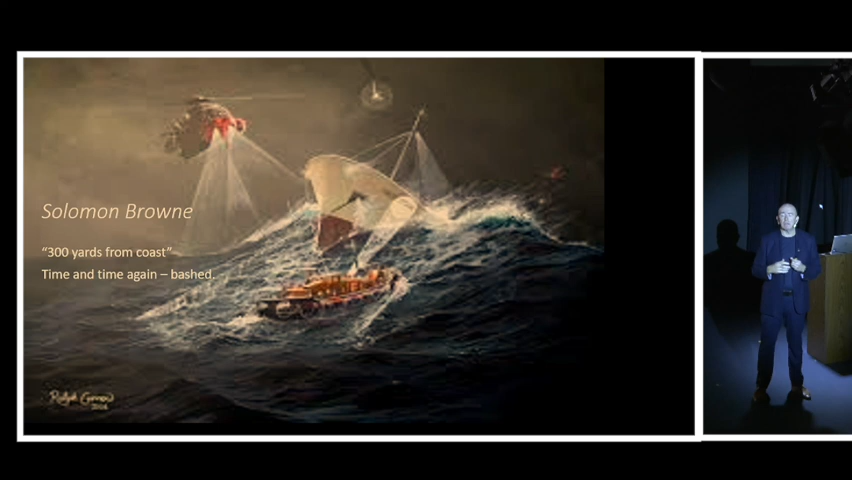 Solomon Browne
“300 yards from coast”
Time and time again – bashed.